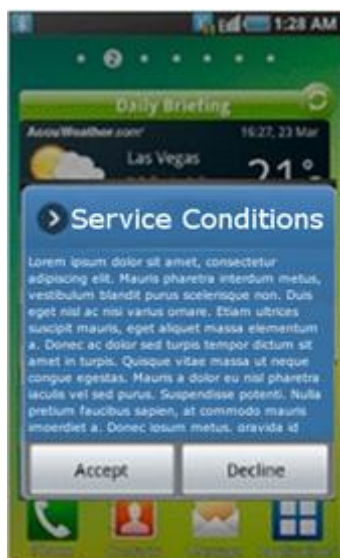 1:28 AM
2
Daily Briefing
AccuWeather.com
16:27, 23 Mar
Las Vegas
21°
Service Conditions
Lorem ipsum dolor sit amet, consectetur
adipiscing elit. Mauris pharetra interdum metus,
vestibulum blandit purus scelerisque non. Duis
eget nisl ac nisi varius ornare. Etiam ultrices
suscipit mauris, eget aliquet massa elementum
a. Donec ac dolor sed turpis tempor dictum sit
amet in turpis. Quisque vitae massa ut neque
congue egestas. Mauris a dolor eu nisl pharetra
iaculis vel sed purus. Suspendisse potenti. Nulla
pretium faucibus sapien, at commodo mauris
imperdiet a. Donec ipsum metus, gravida id
Accept
Decline